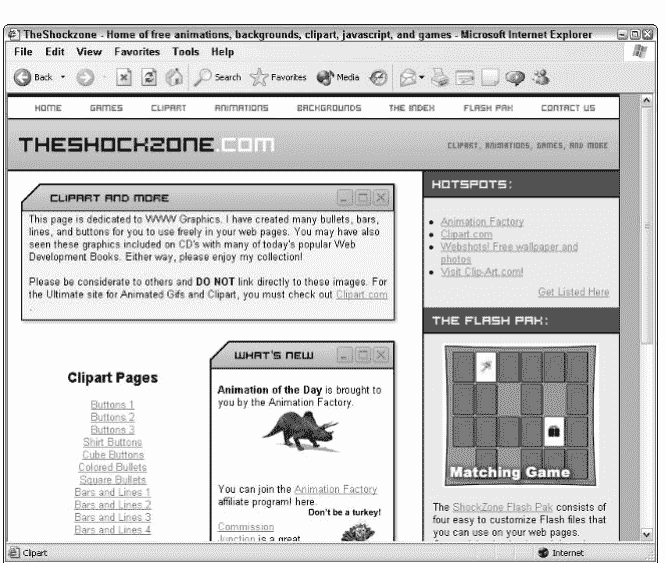 TheShockzone - Home of free animations, backgrounds, clipart, javascript, and games - Microsoft Internet Explorer
File Edit View Favorites Tools Help
Back Search Favorites Media
HOME GAMES CLIPART ANIMATIONS BACKGROUNDS THE INDEX FLASH PAK CONTACT US
THESHOCKZONE.COM
CLIPART, ANIMATIONS, GAMES, AND MORE
CLIPART AND MORE
This page is dedicated to WWW Graphics. I have created many bullets, bars,
lines, and buttons for you to use freely in your web pages. You may have also
seen these graphics included on CD's with many of today's popular Web
Development Books. Either way, please enjoy my collection!
Please be considerate to others and DO NOT link directly to these images. For
the Ultimate site for Animated Gifs and Clipart, you must check out Clipart.com
.
Clipart Pages
Buttons 1
Buttons 2
Buttons 3
Shirt Buttons
Cube Buttons
Colored Bullets
Square Bullets
Bars and Lines 1
Bars and Lines 2
Bars and Lines 3
Bars and Lines 4
WHAT'S NEW
Animation of the Day is brought to
you by the Animation Factory.
You can join the Animation Factory
affiliate program! here.
Don't be a turkey!
Commission
Junction is a great
HOTSPOTS:
Animation Factory
Clipart.com
Webshots! Free wallpaper and
photos
Visit Clip-Art.com!
Get Listed Here
THE FLASH PAK:
Matching Game
The ShockZone Flash Pak consists of
four easy to customize Flash files that
you can use on your web pages.
Clipart
Internet